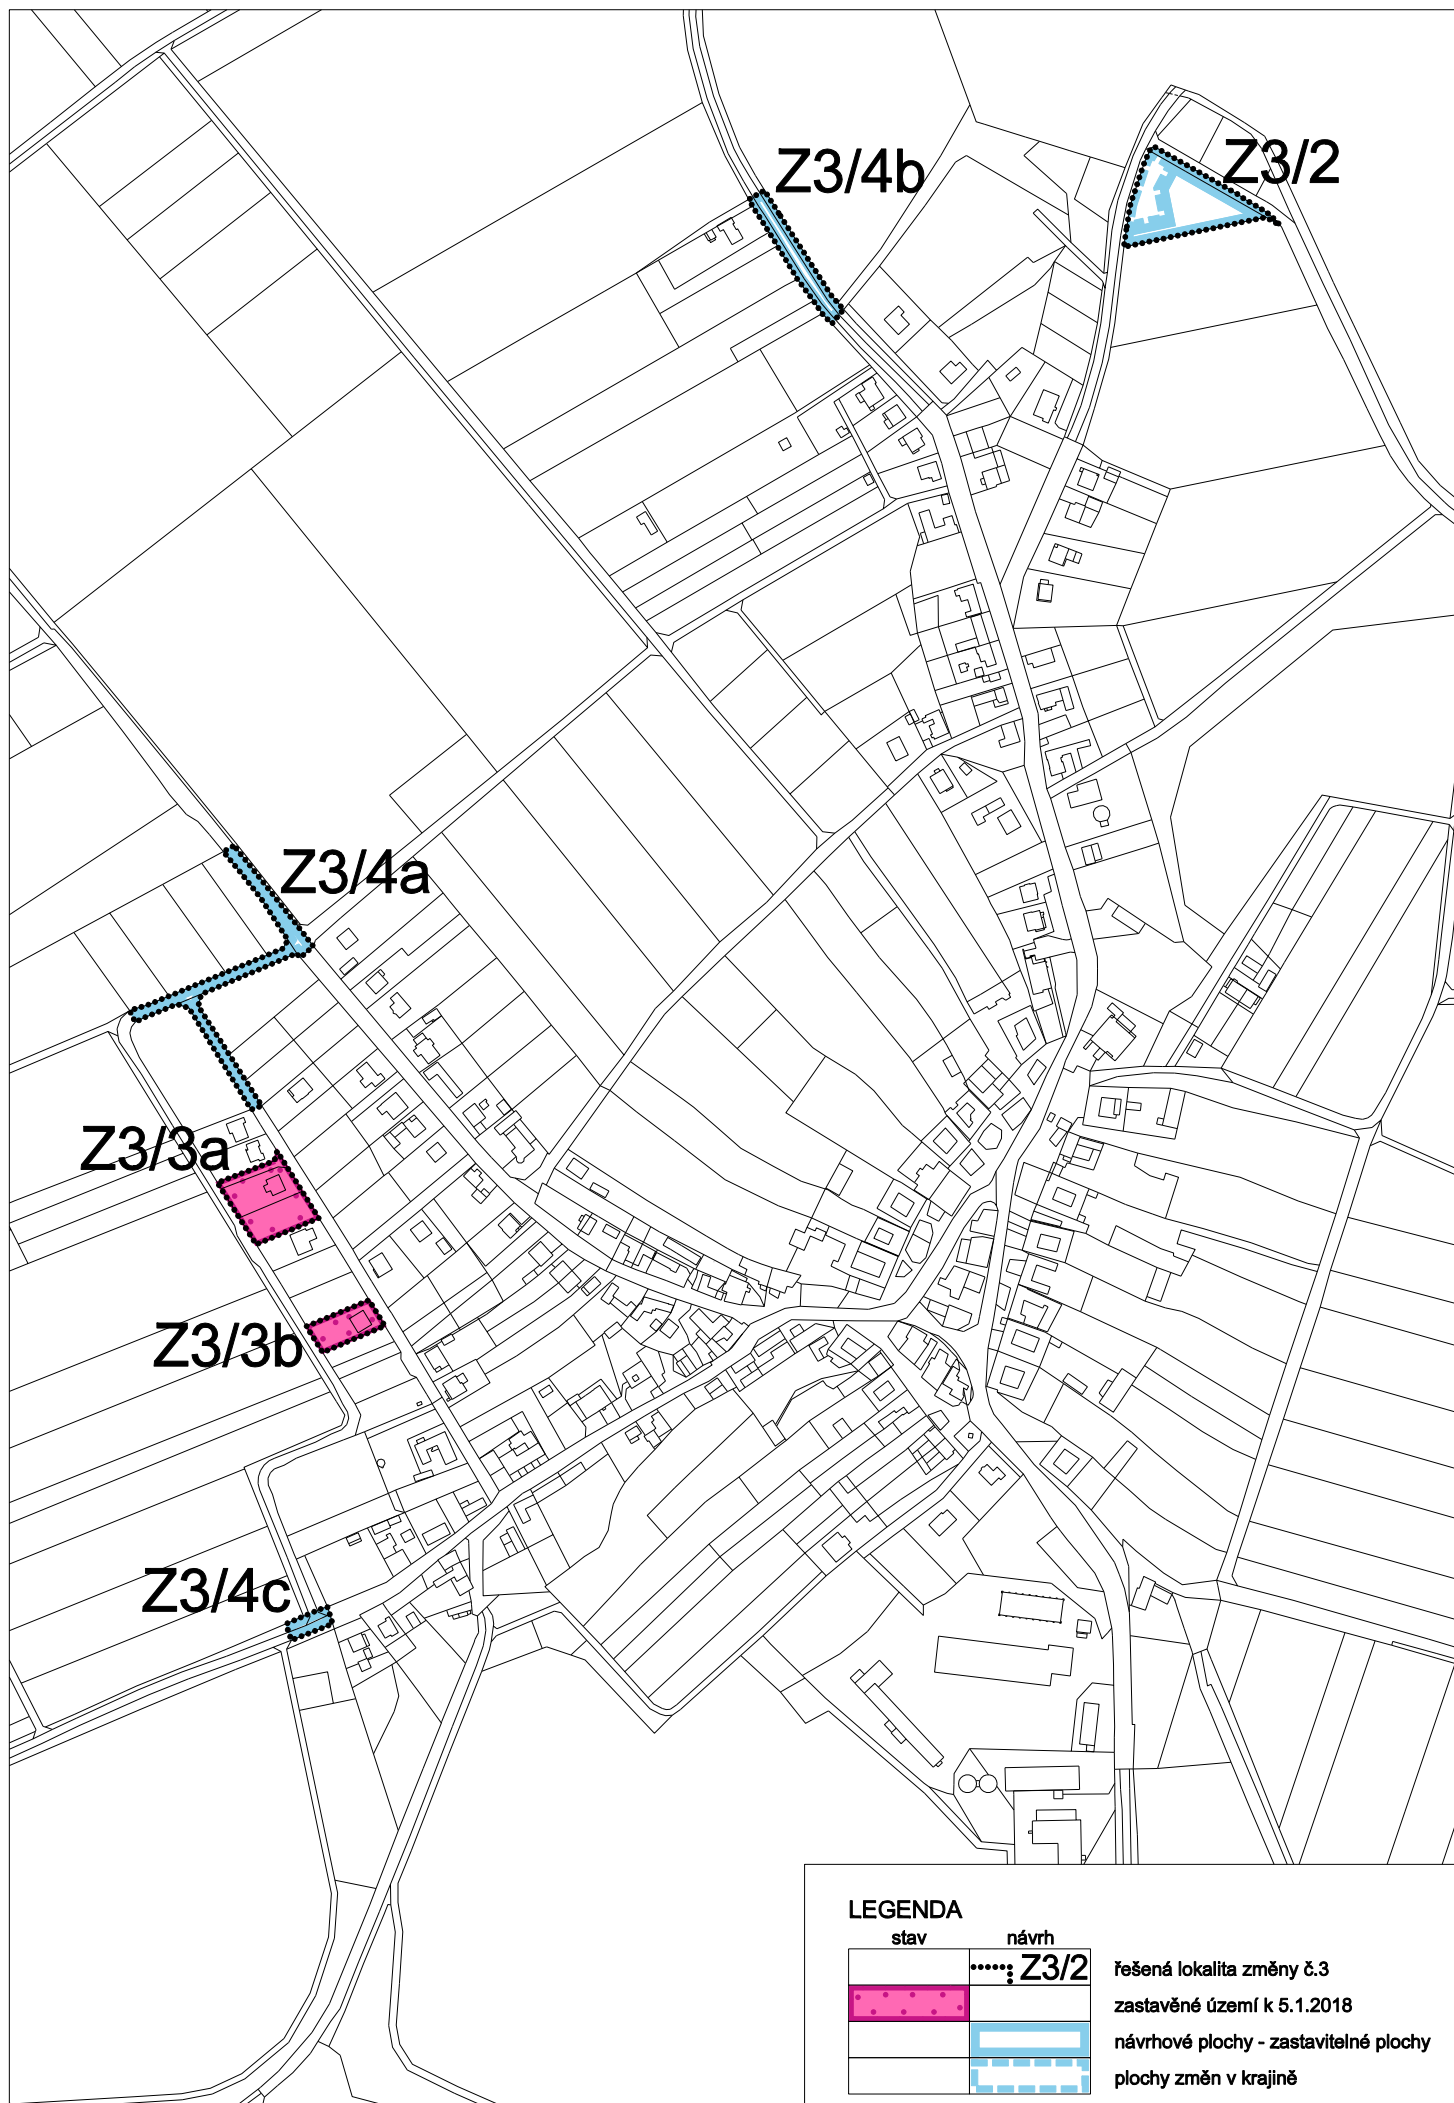 Z3/4b
Z3/2
Z3/4a
Z3/3a
Z3/3b
Z3/4c
LEGENDA
stav návrh
Z3/2 řešená lokalita změny č.3
zastavěné území k 5.1.2018
návrhové plochy - zastavitelné plochy
plochy změn v krajině